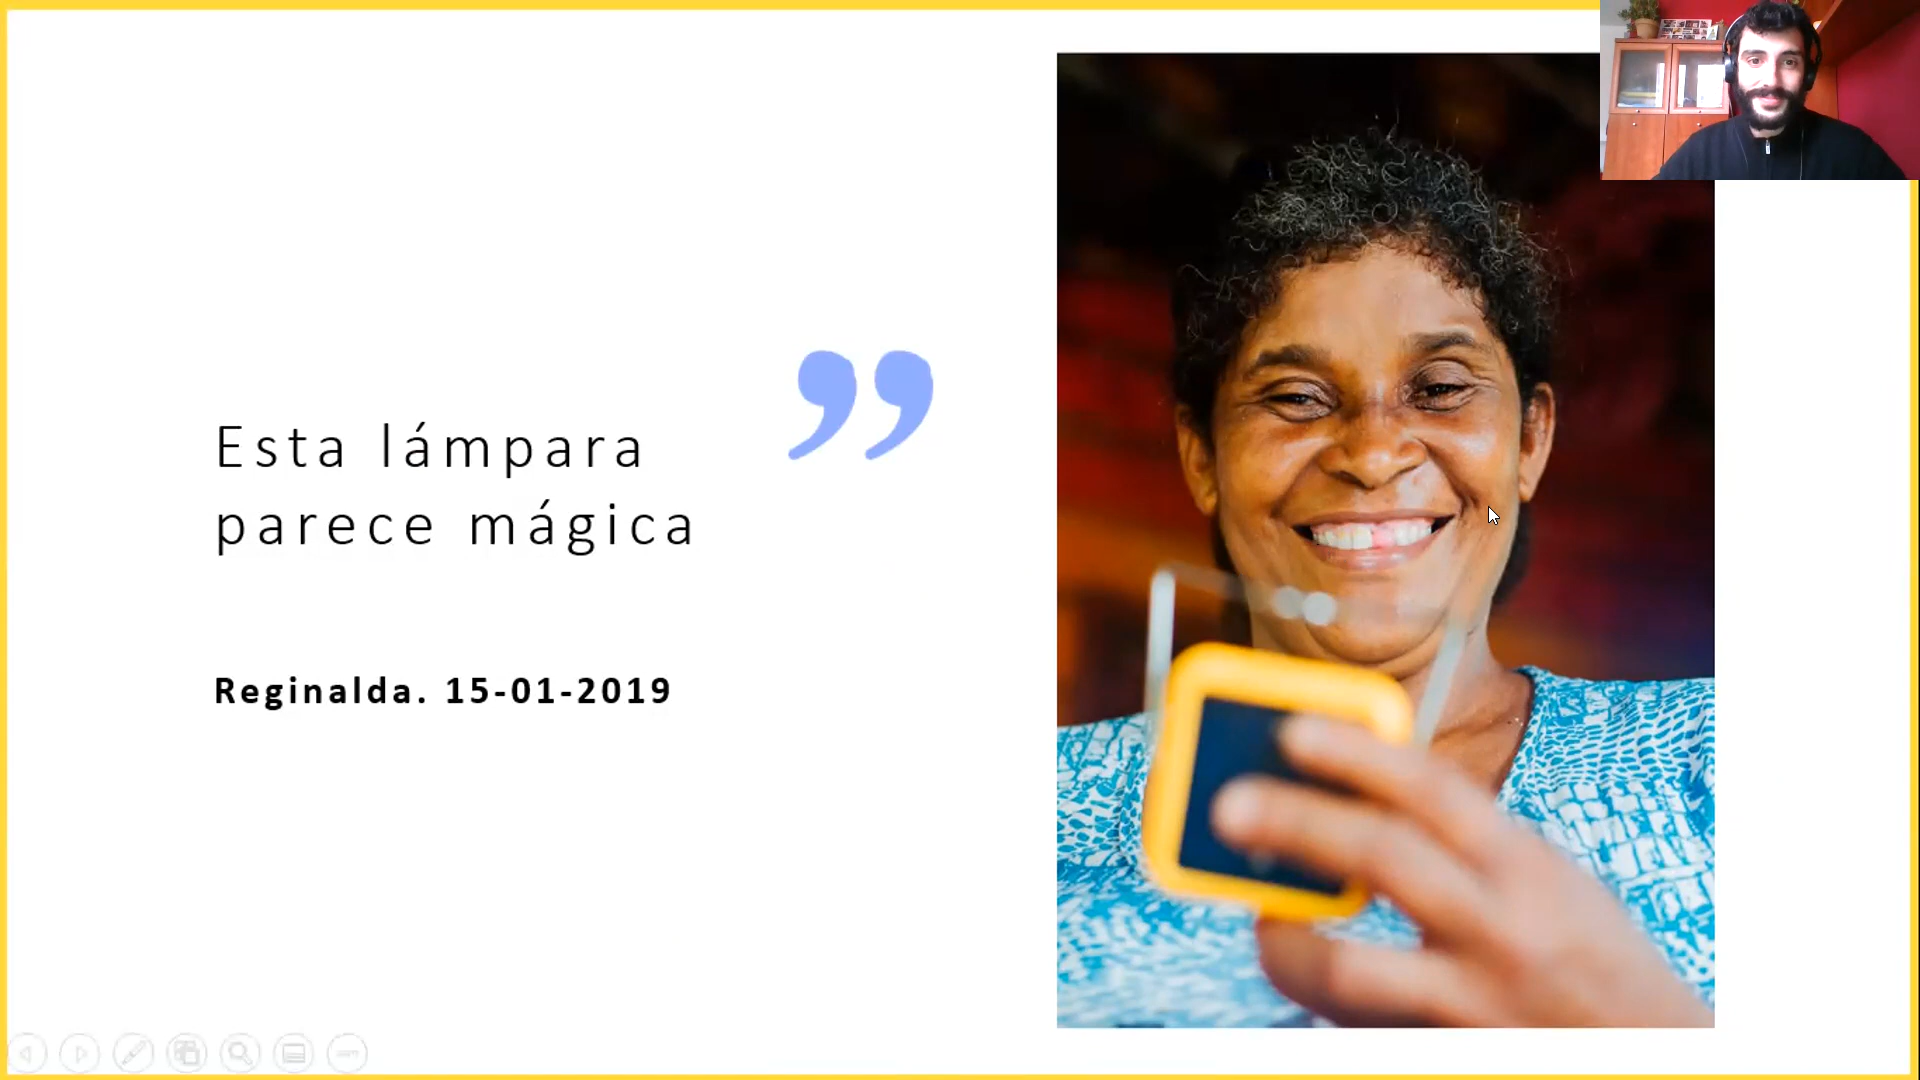 Esta lámpara
parece mágica
”
Reginalda. 15-01-2019